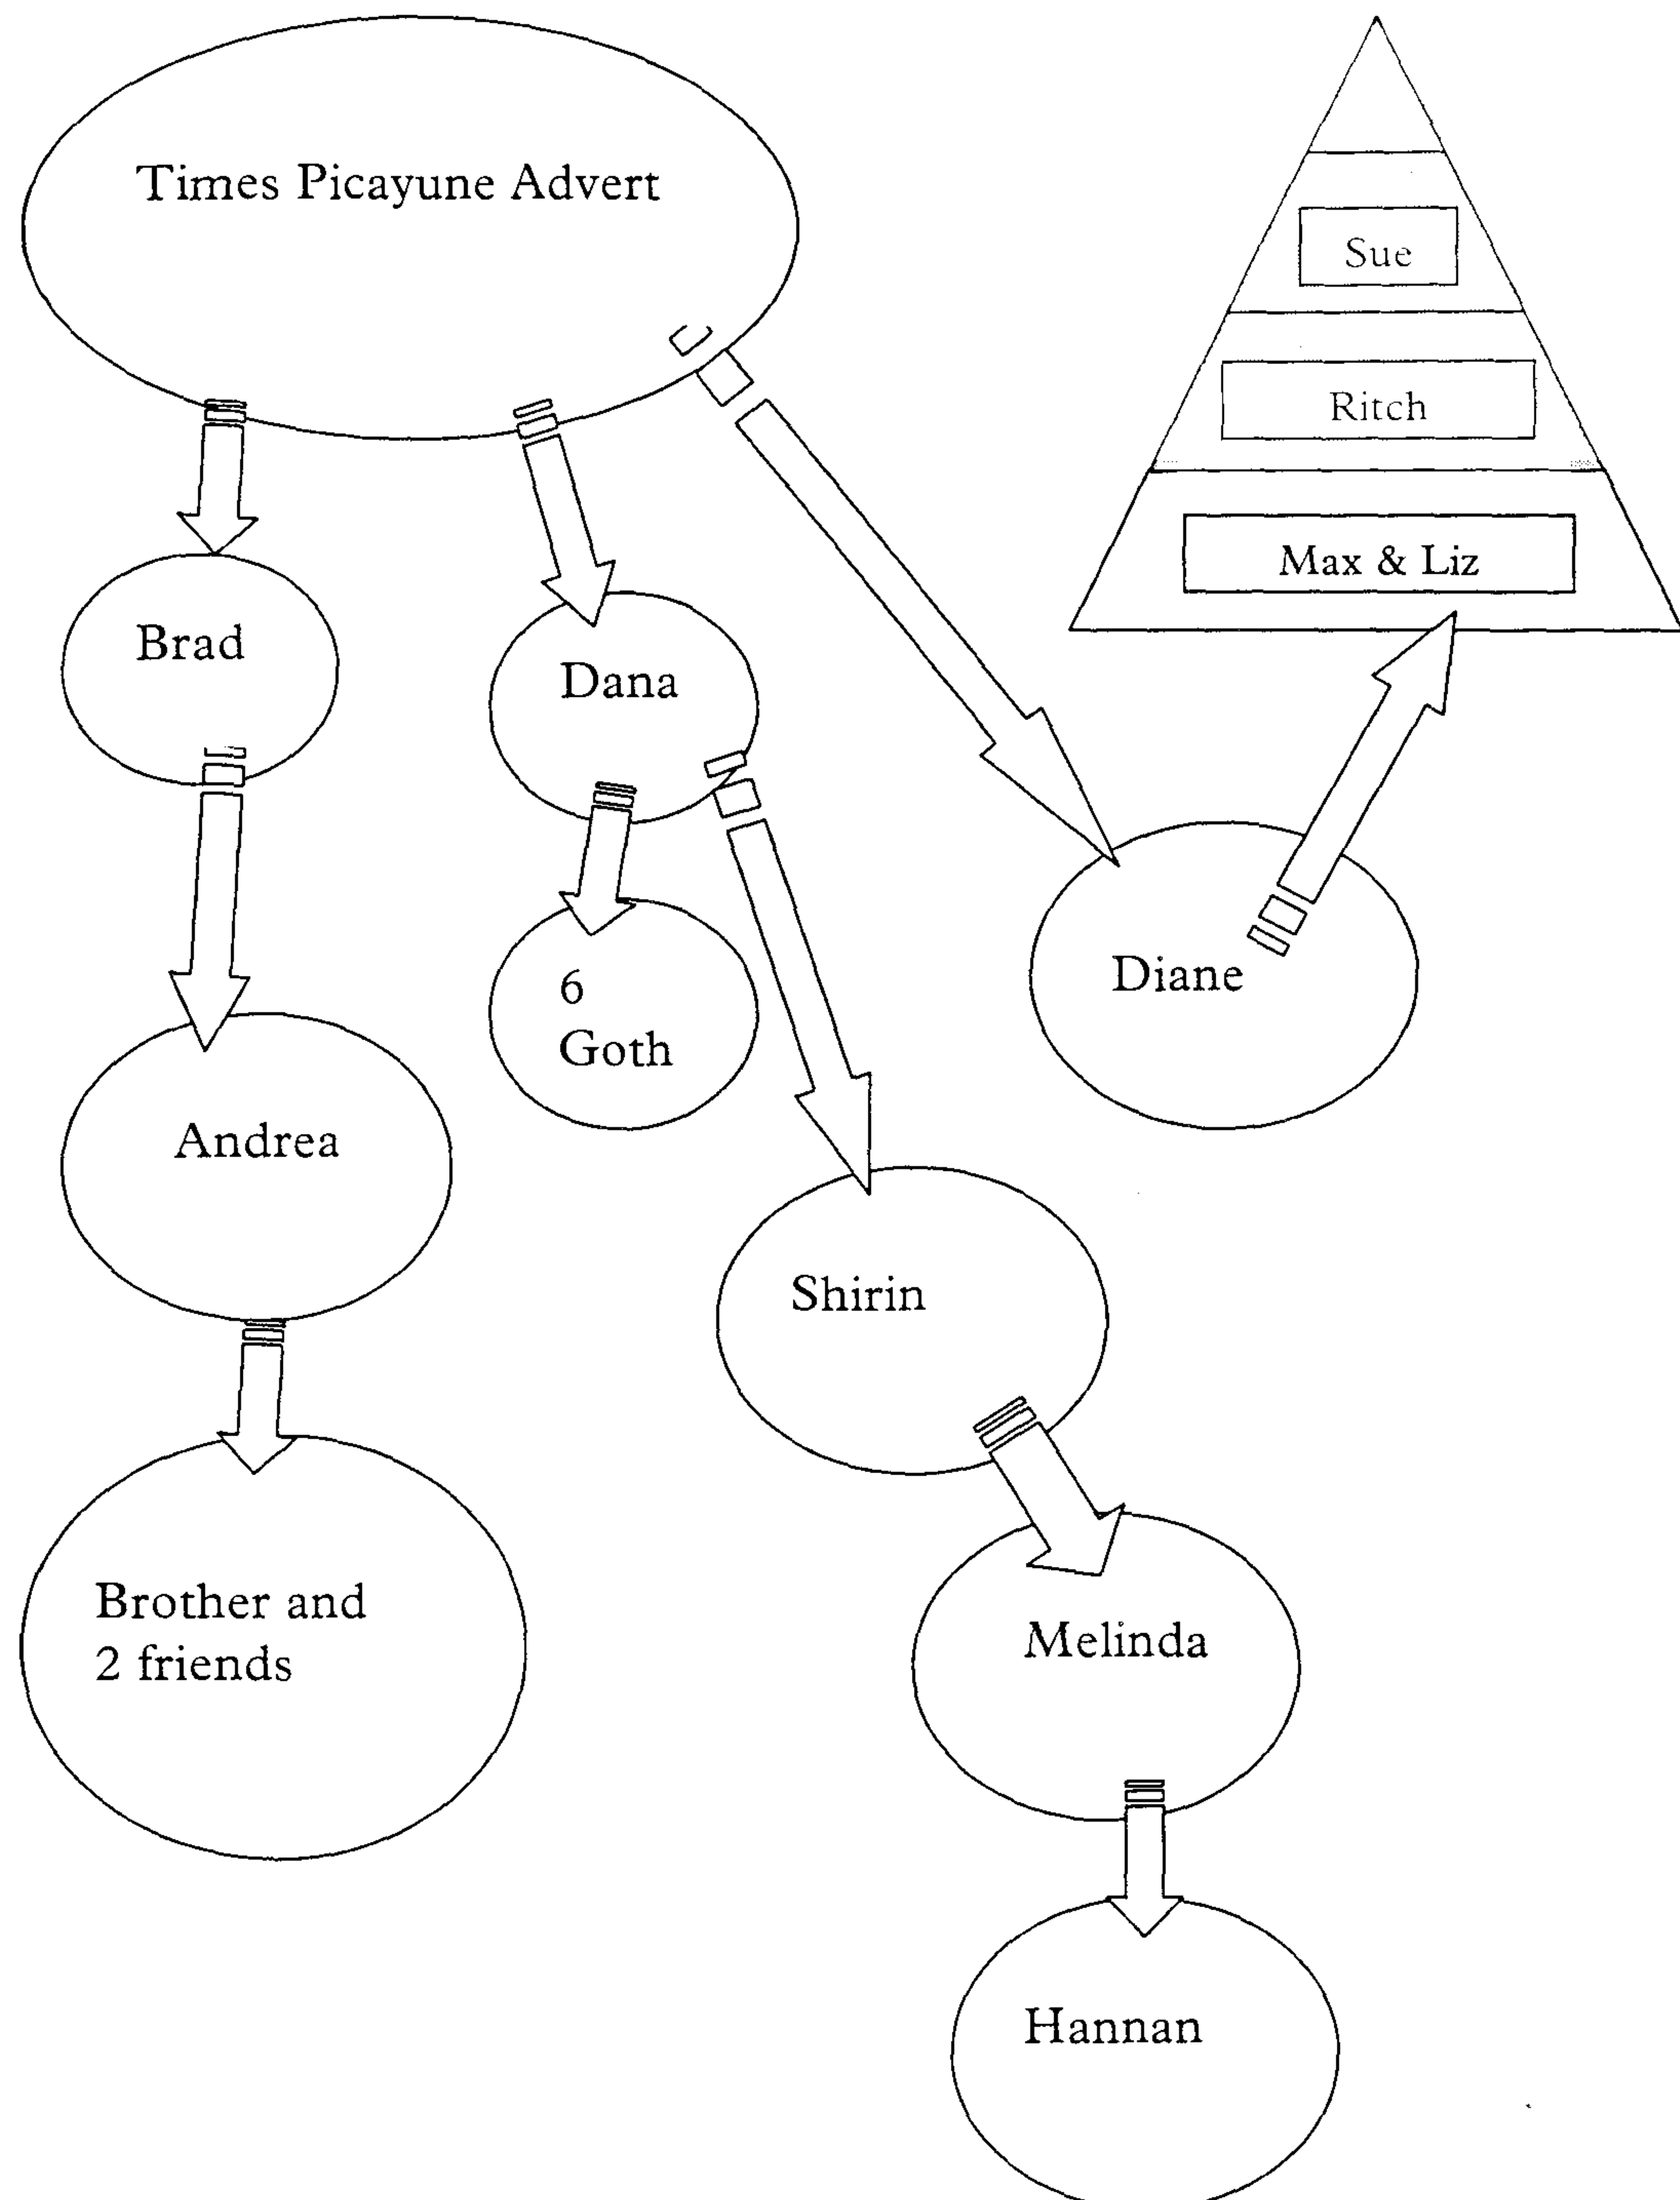 Times Picayune Advert
Sue
Ritch
Max & Liz
Brad
Dana
Diane
6
Goth
Andrea
Shirin
Brother and
2 friends
Melinda
Hannan